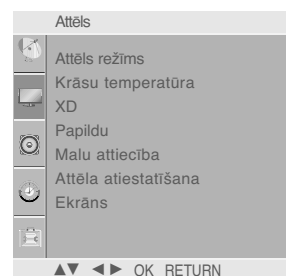 Attēls
Attēls režīms
Krāsu temperatūra
XD
Papildu
Malu attiecība
Attēla atiestatīšana
Ekrāns
▲▼ ◄► OK RETURN